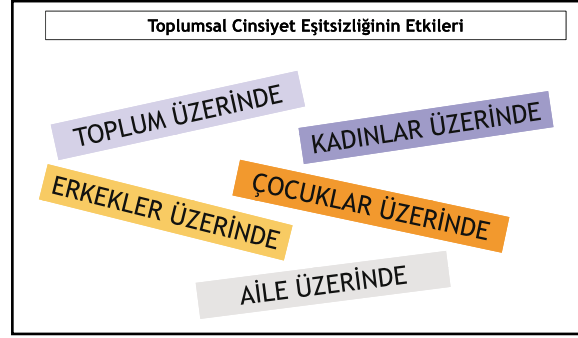 Toplumsal Cinsiyet Eşitsizliğinin Etkileri
TOPLUM ÜZERİNDE
KADINLAR ÜZERİNDE
ERKEKLER ÜZERİNDE
ÇOCUKLAR ÜZERİNDE
AİLE ÜZERİNDE